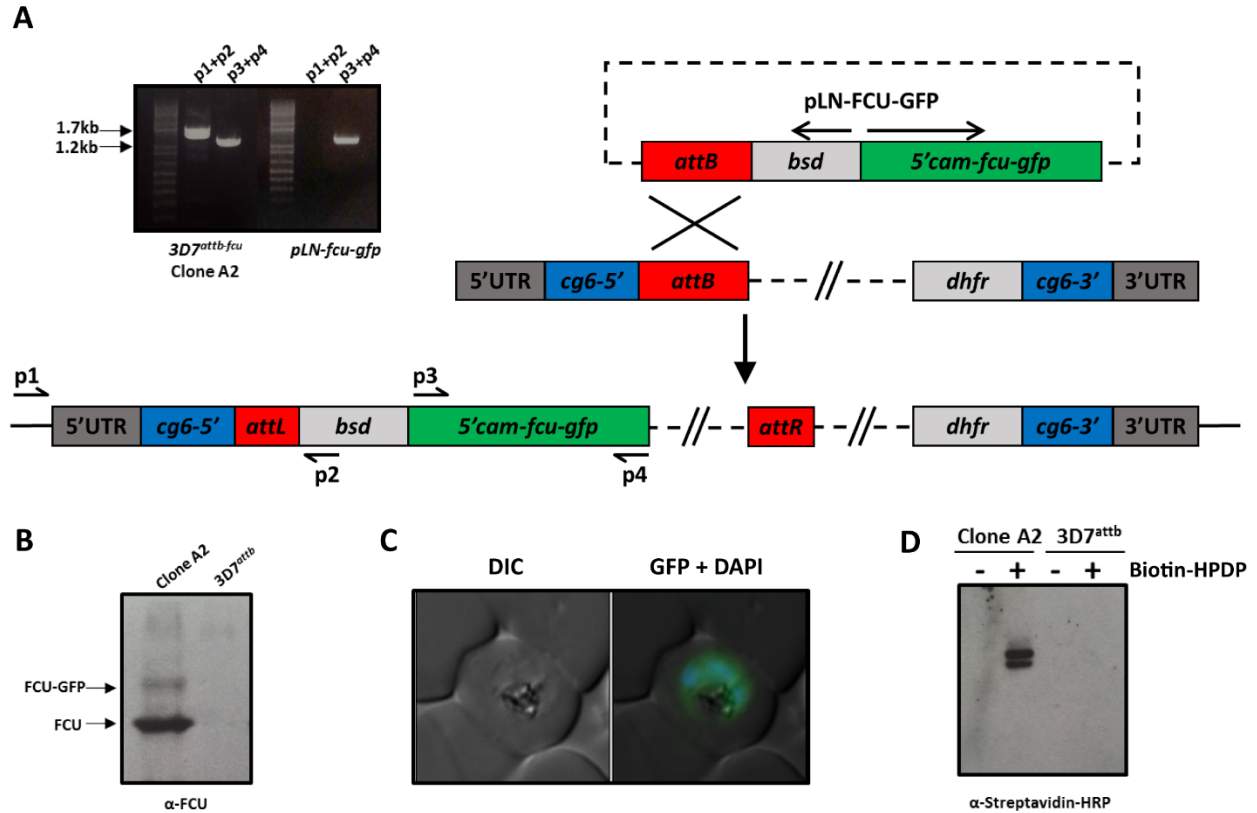 A
p1+p2
p3+p4
p1+p2
p3+p4
1.7kb
1.2kb
3D7attb-fcu
Clone A2
pLN-fcu-gfp
pLN-FCU-GFP
attB bsd 5'cam-fcu-gfp
5'UTR cg6-5' attB dhfr cg6-3' 3'UTR
p1 p3
5'UTR cg6-5' attL bsd 5'cam-fcu-gfp attR dhfr cg6-3' 3'UTR
p2 p4
B
Clone A2
3D7attb
FCU-GFP
FCU
α-FCU
C
DIC GFP + DAPI
D
Clone A2 3D7attb
- + - + Biotin-HPDP
α-Streptavidin-HRP